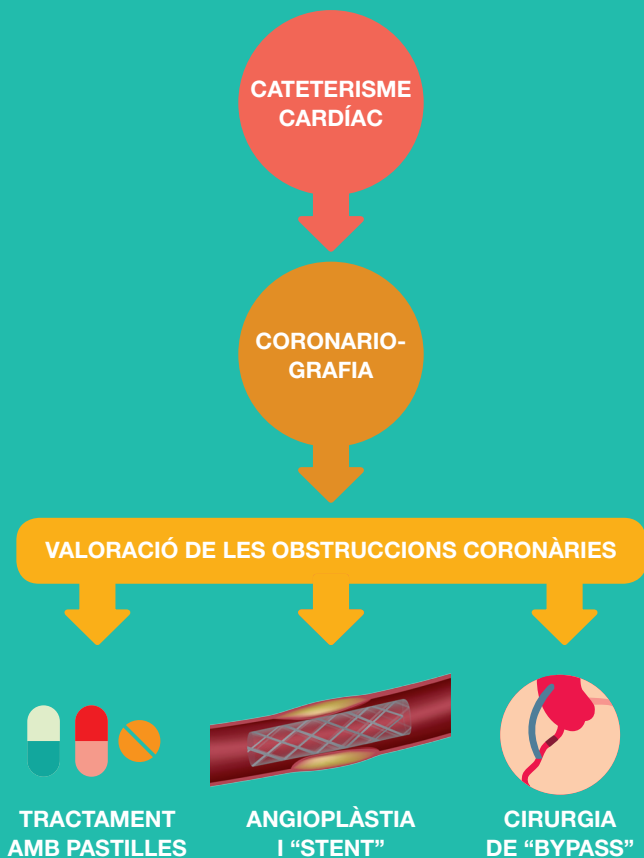 CATETERISME
CARDÍAC
CORONARIO-
GRAFIA
VALORACIÓ DE LES OBSTRUCCIONS CORONÀRIES
TRACTAMENT
AMB PASTILLES
ANGIOPLÀSTIA
I “STENT”
CIRURGIA
DE “BYPASS”